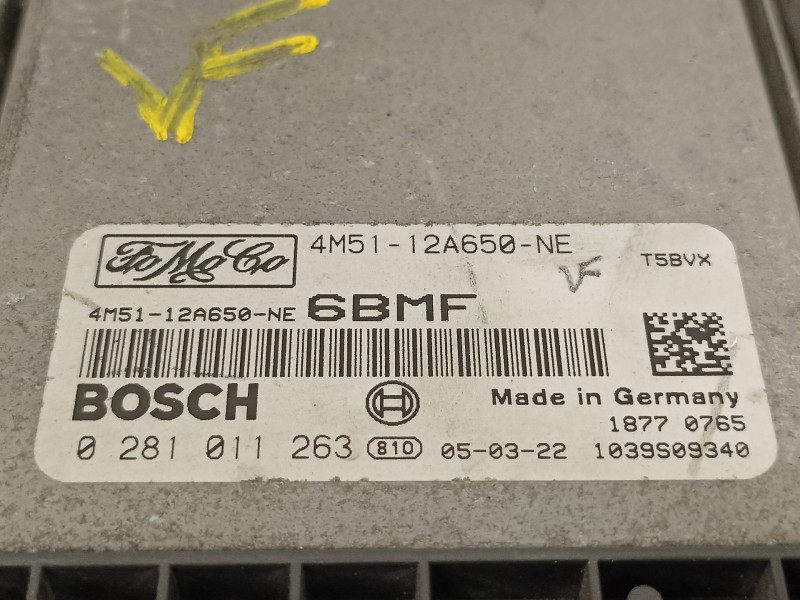 VF
FoMoCo
4M51-12A650-NE
VF
T5BVX
4M51-12A650-NE 6BMF
BOSCH
Made in Germany
1877 0765
0 281 011 263 810 05-03-22 1039S09340